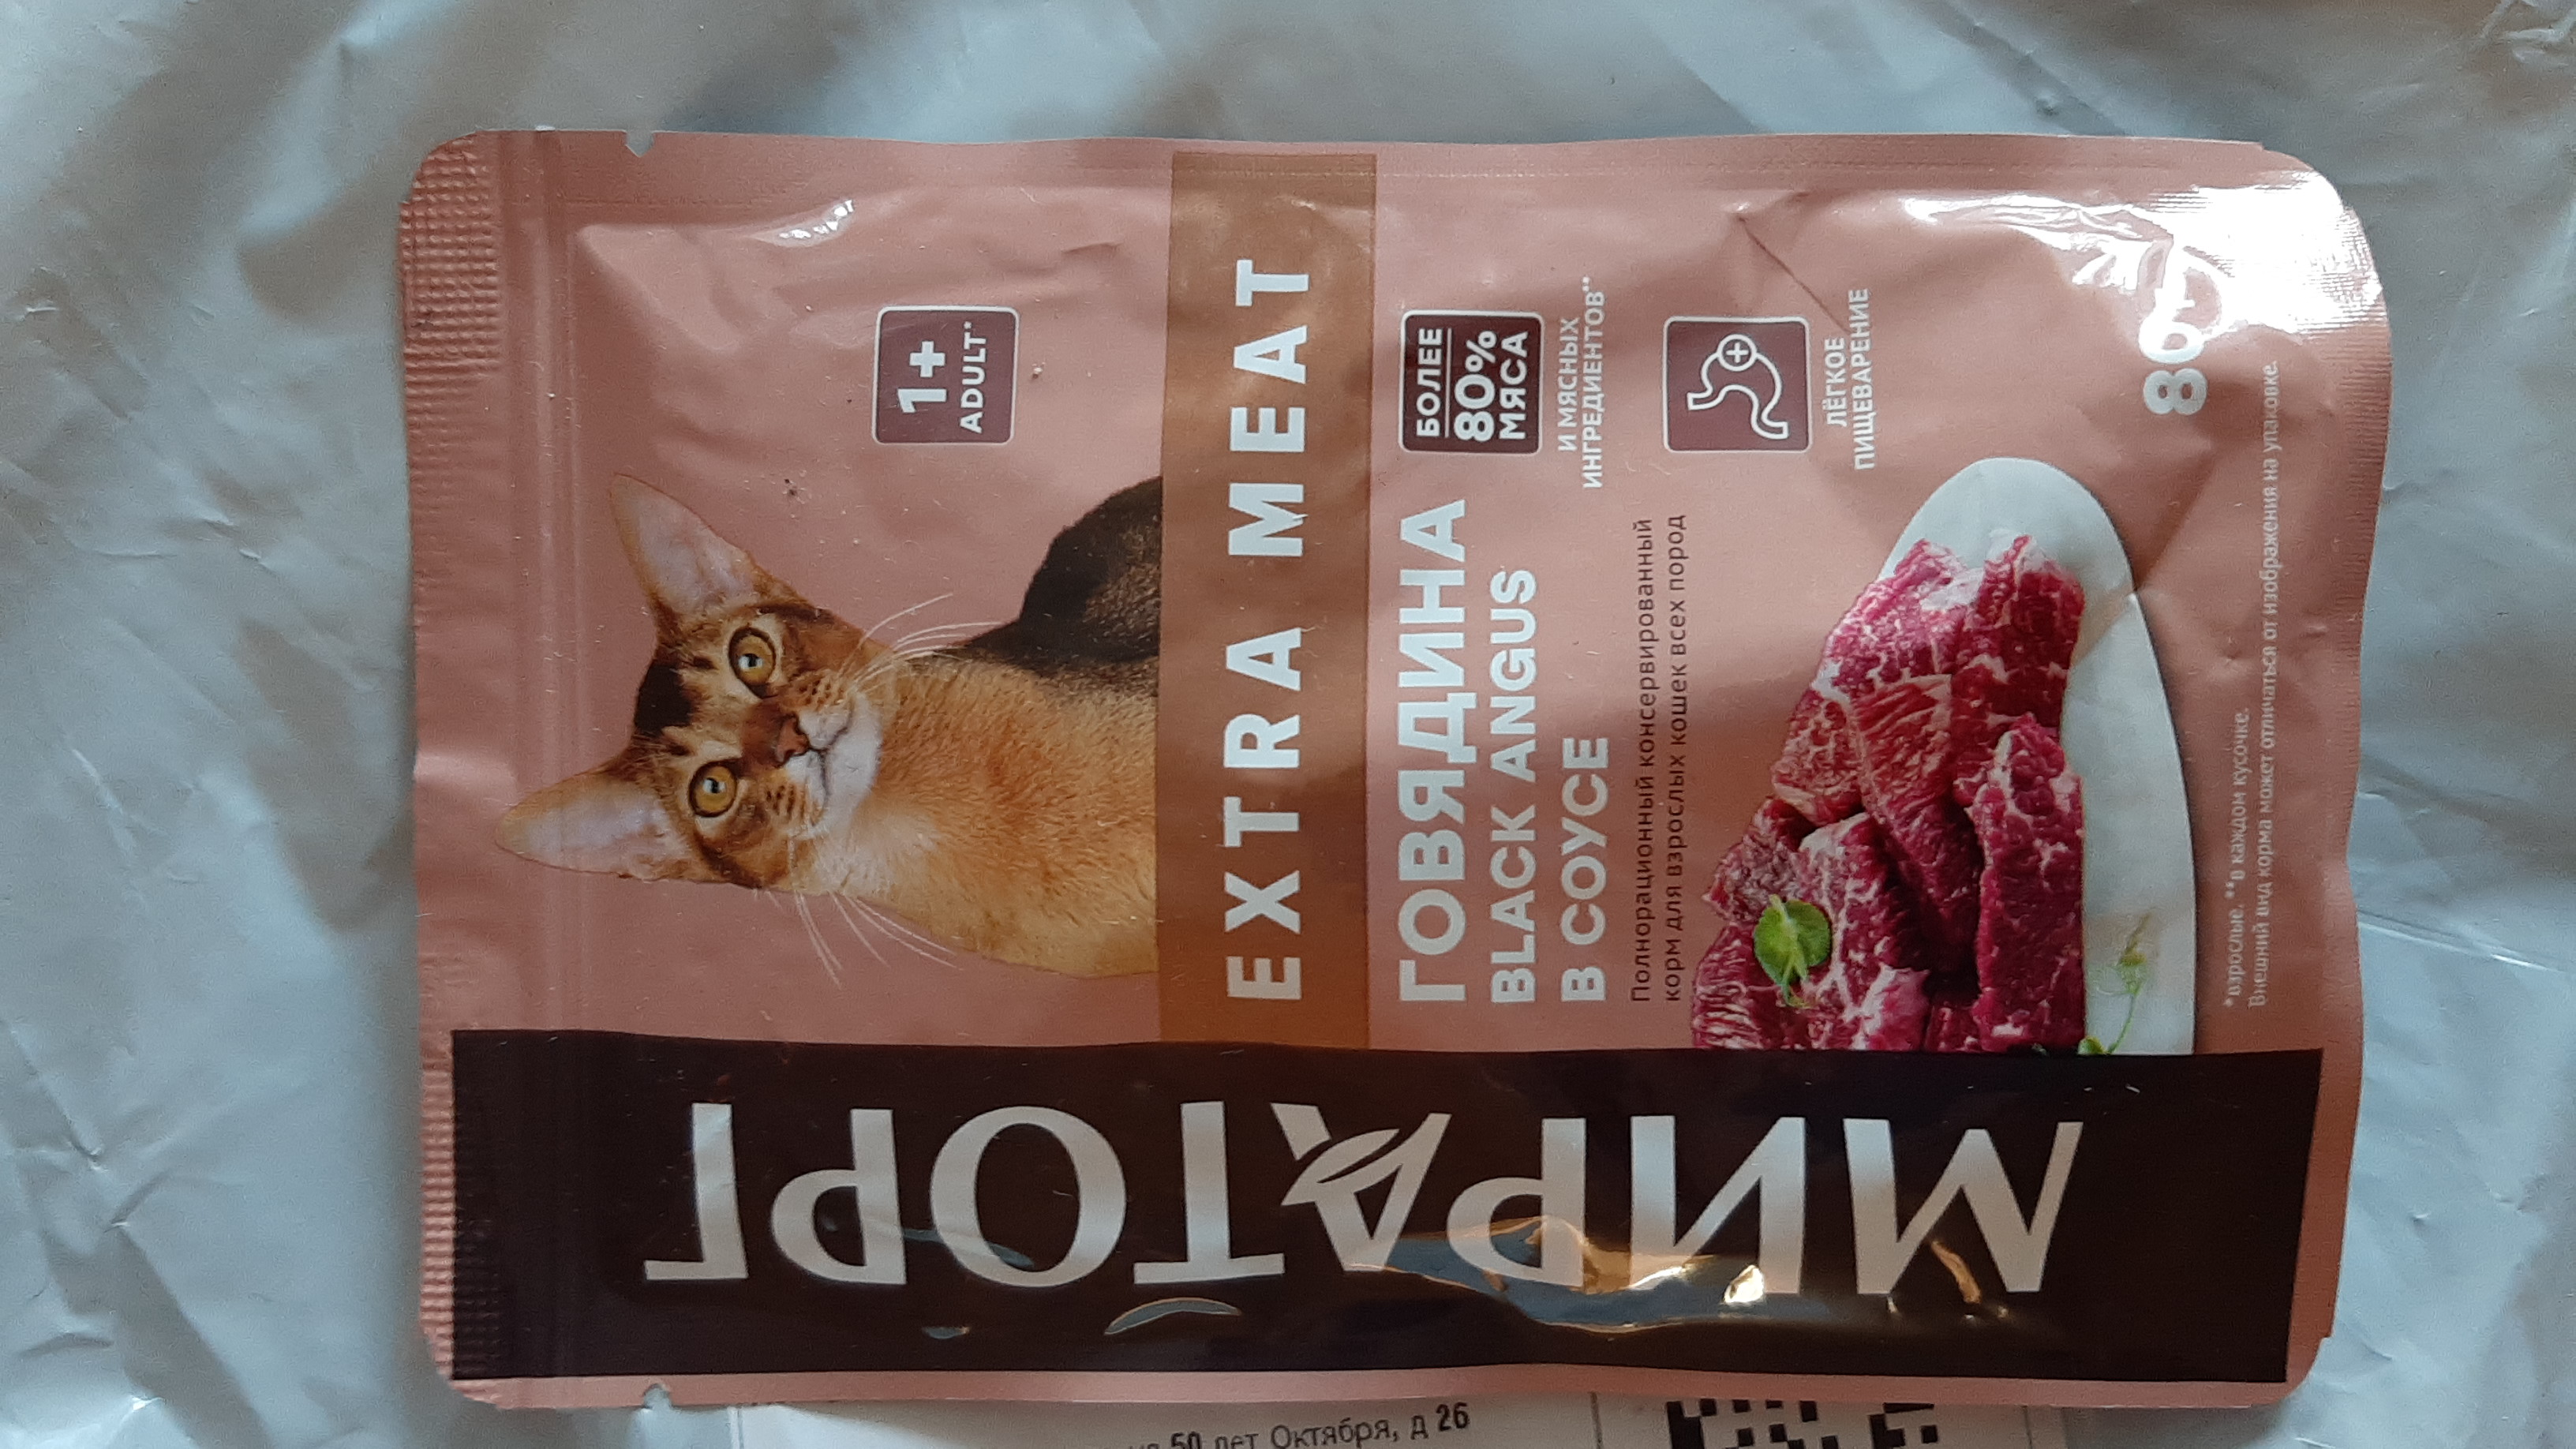 МИРАТОРГ
1+
ADULT*
EXTRA MEAT
ГОВЯДИНА
BLACK ANGUS
В СОУСЕ
БОЛЕЕ
80%
МЯСА
И МЯСНЫХ
ИНГРЕДИЕНТОВ**
Полнорационный консервированный
корм для взрослых кошек всех пород
ЛЁГКОЕ
ПИЩЕВАРЕНИЕ
*взрослые. **в каждом кусочке.
Внешний вид корма может отличаться от изображения на упаковке.
50 лет Октября, д 26